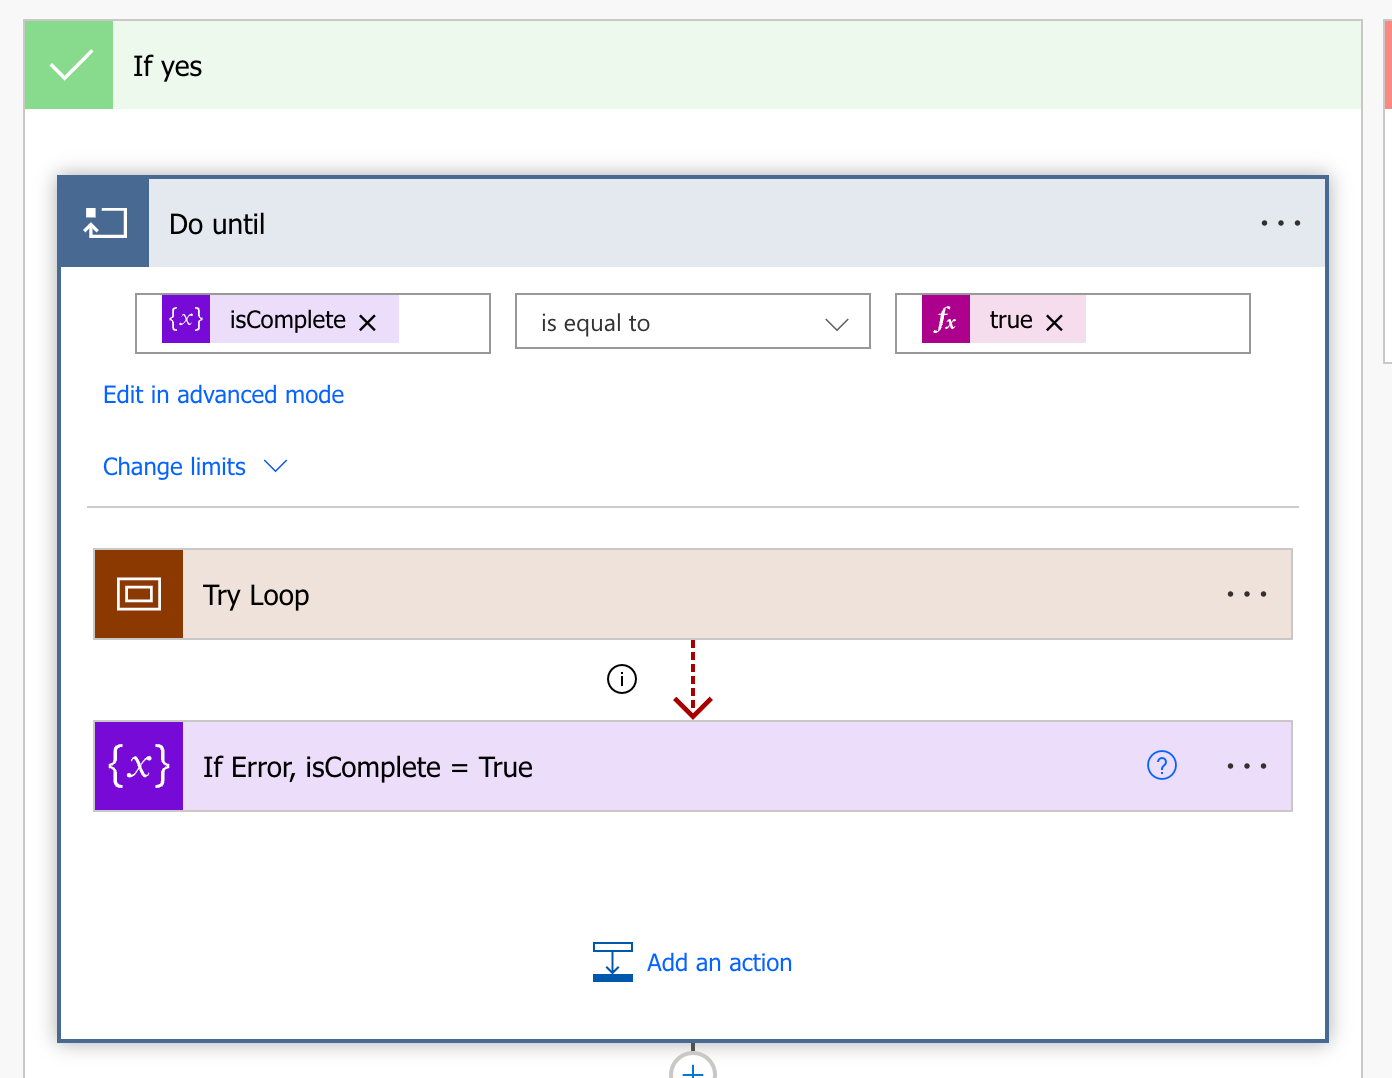 If yes
Do until
{x} isComplete
is equal to
fx true
Edit in advanced mode
Change limits
Try Loop
i
{x} If Error, isComplete = True ?
Add an action